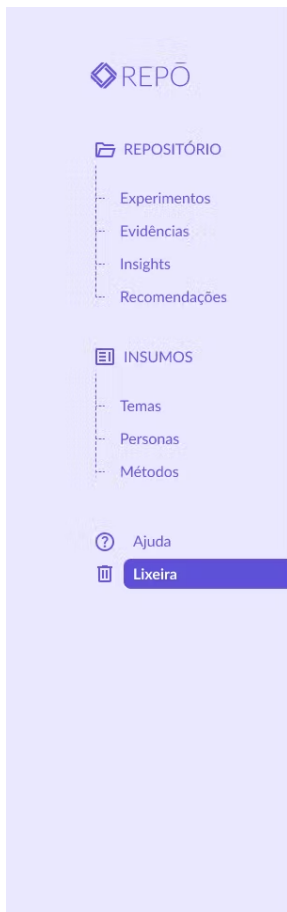 REPŌ
REPOSITÓRIO
Experimentos
Evidências
Insights
Recomendações
INSUMOS
Temas
Personas
Métodos
Ajuda
Lixeira